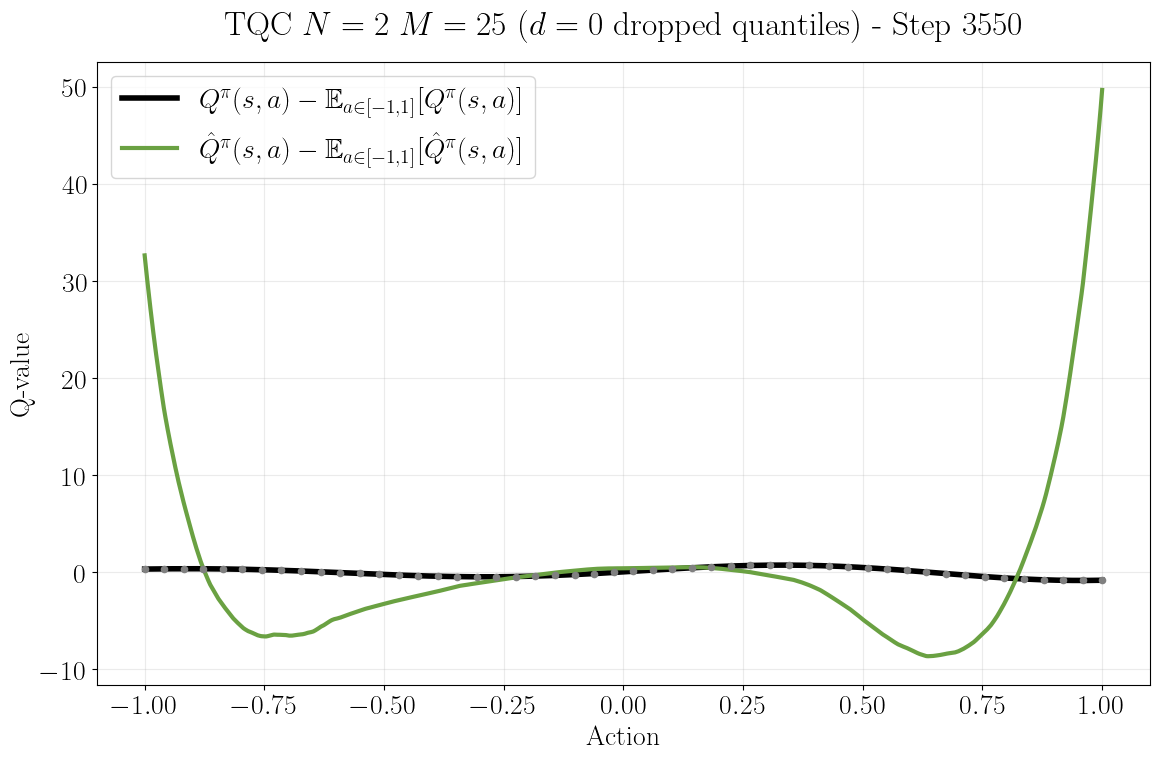 TQC N = 2 M = 25 (d = 0 dropped quantiles) - Step 3550
Q^π(s, a) − 𝔼_{a∈[−1,1]}[Q^π(s, a)]
Q̂^π(s, a) − 𝔼_{a∈[−1,1]}[Q̂^π(s, a)]
50
40
30
20
10
0
−10
Q-value
−1.00 −0.75 −0.50 −0.25 0.00 0.25 0.50 0.75 1.00
Action